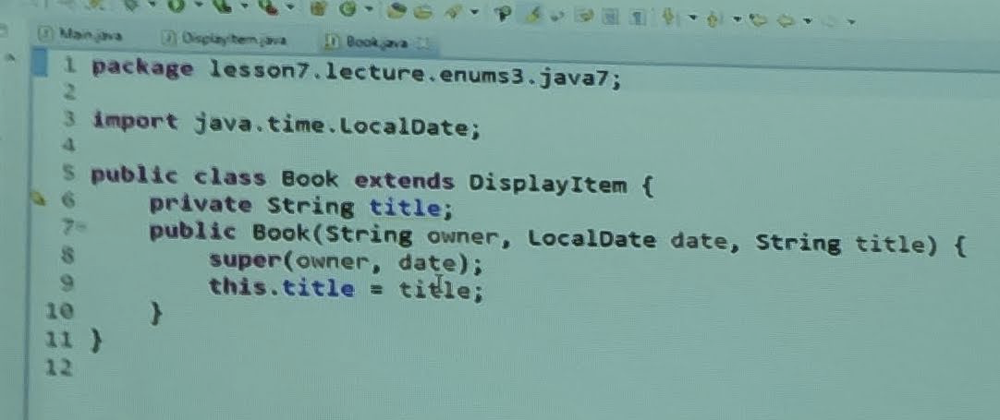 Main.java DisplayItem.java Book.java
1 package lesson7.lecture.enums3.java7;
2
3 import java.time.LocalDate;
4
5 public class Book extends DisplayItem {
6 private String title;
7 public Book(String owner, LocalDate date, String title) {
8 super(owner, date);
9 this.title = title;
10 }
11 }
12